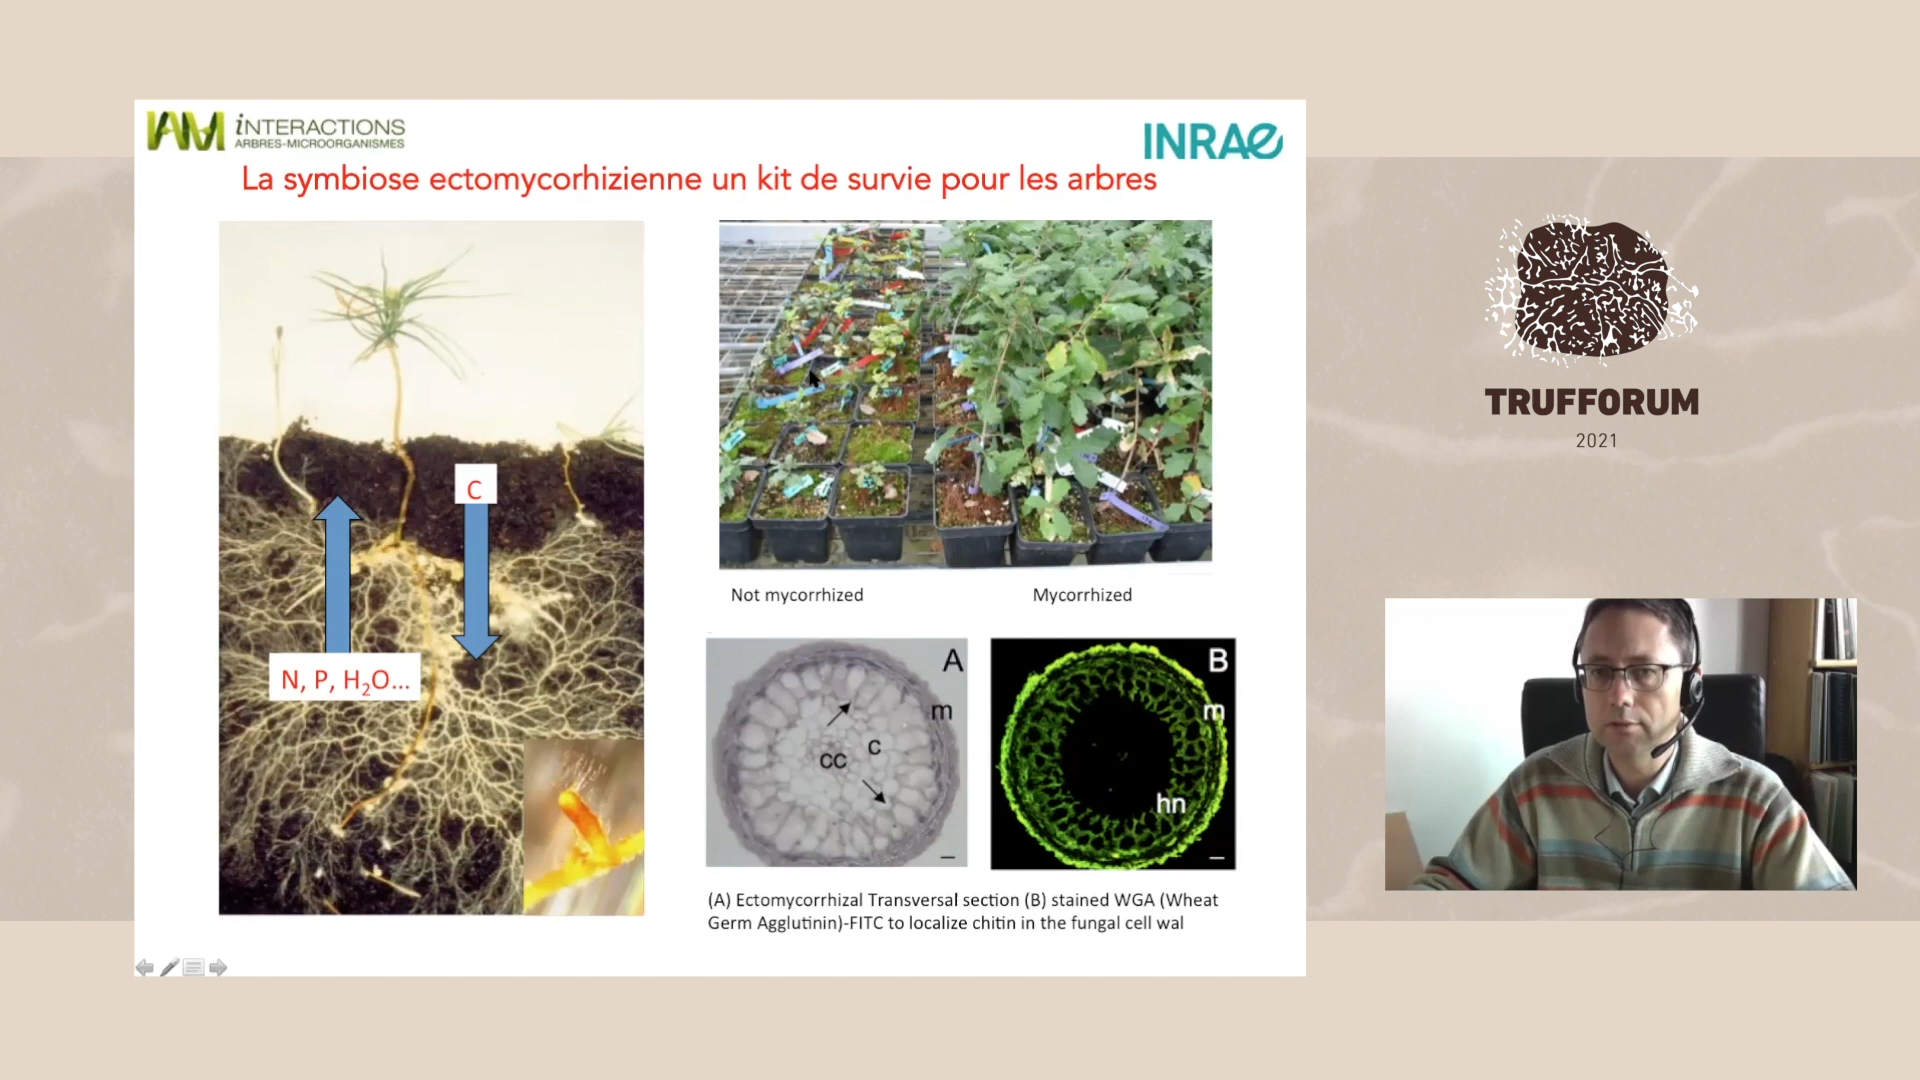 IAM iNTERACTIONS
ARBRES-MICROORGANISMES
INRAE
La symbiose ectomycorhizienne un kit de survie pour les arbres
C
N, P, H₂O...
Not mycorrhized
Mycorrhized
A
m
c
cc
B
m
hn
(A) Ectomycorrhizal Transversal section (B) stained WGA (Wheat
Germ Agglutinin)-FITC to localize chitin in the fungal cell wal
TRUFFORUM
2021